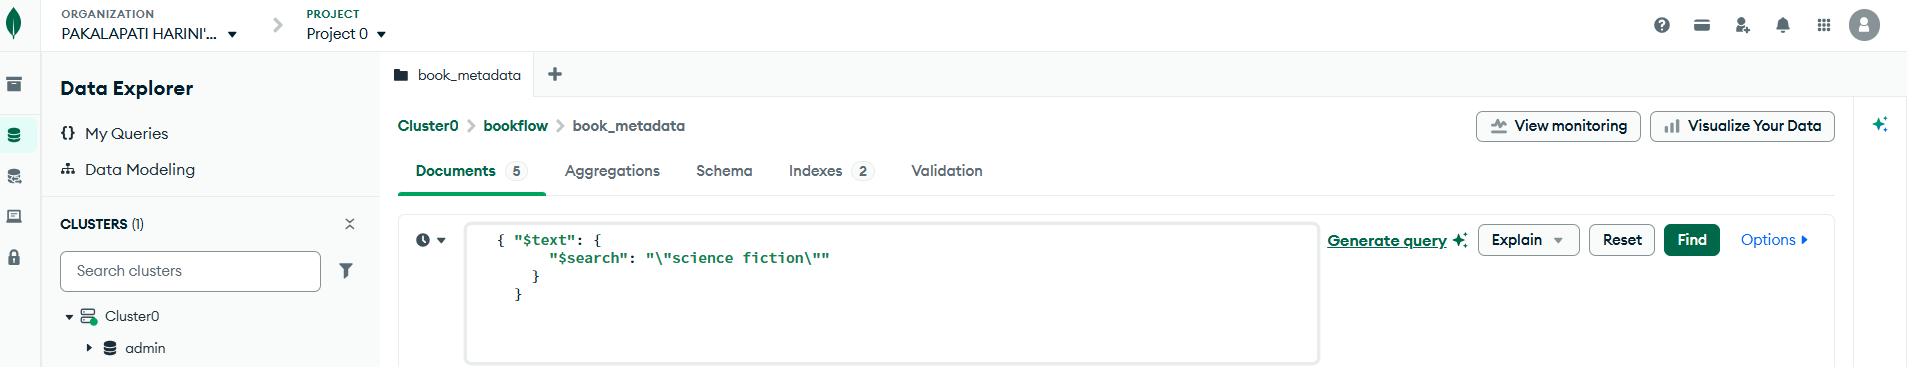 ORGANIZATION
PAKALAPATI HARINI'...
PROJECT
Project 0
Data Explorer
My Queries
Data Modeling
CLUSTERS (1)
Search clusters
Cluster0
admin
book_metadata
Cluster0 bookflow book_metadata
View monitoring
Visualize Your Data
Documents 5 Aggregations Schema Indexes 2 Validation
{ "$text": {
"$search": "\"science fiction\""
}
}
Generate query
Explain
Reset
Find
Options